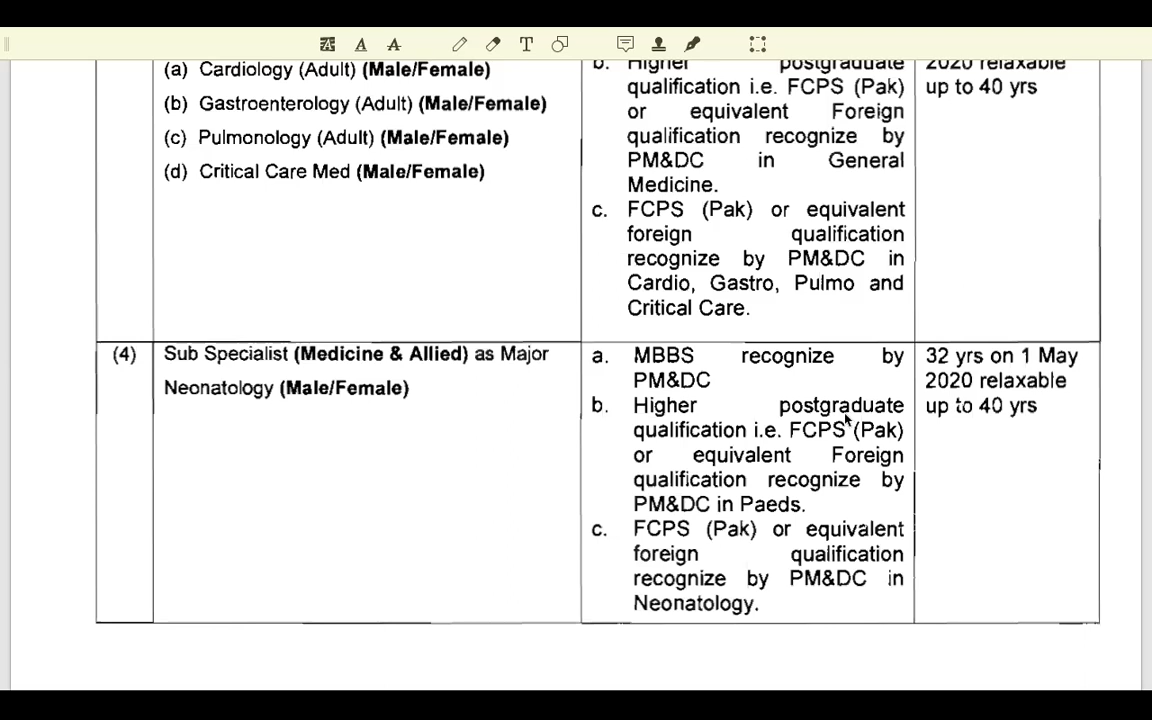 (a) Cardiology (Adult) (Male/Female)
(b) Gastroenterology (Adult) (Male/Female)
(c) Pulmonology (Adult) (Male/Female)
(d) Critical Care Med (Male/Female)
b. Higher postgraduate
qualification i.e. FCPS (Pak)
or equivalent Foreign
qualification recognize by
PM&DC in General
Medicine.
c. FCPS (Pak) or equivalent
foreign qualification
recognize by PM&DC in
Cardio, Gastro, Pulmo and
Critical Care.
2020 relaxable
up to 40 yrs
(4) Sub Specialist (Medicine & Allied) as Major
Neonatology (Male/Female)
a. MBBS recognize by
PM&DC
b. Higher postgraduate
qualification i.e. FCPS (Pak)
or equivalent Foreign
qualification recognize by
PM&DC in Paeds.
c. FCPS (Pak) or equivalent
foreign qualification
recognize by PM&DC in
Neonatology.
32 yrs on 1 May
2020 relaxable
up to 40 yrs